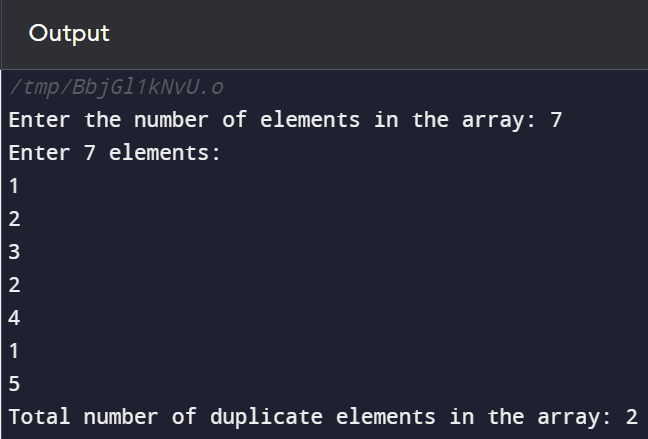 Output
/tmp/BbjGl1kNvU.o
Enter the number of elements in the array: 7
Enter 7 elements:
1
2
3
2
4
1
5
Total number of duplicate elements in the array: 2